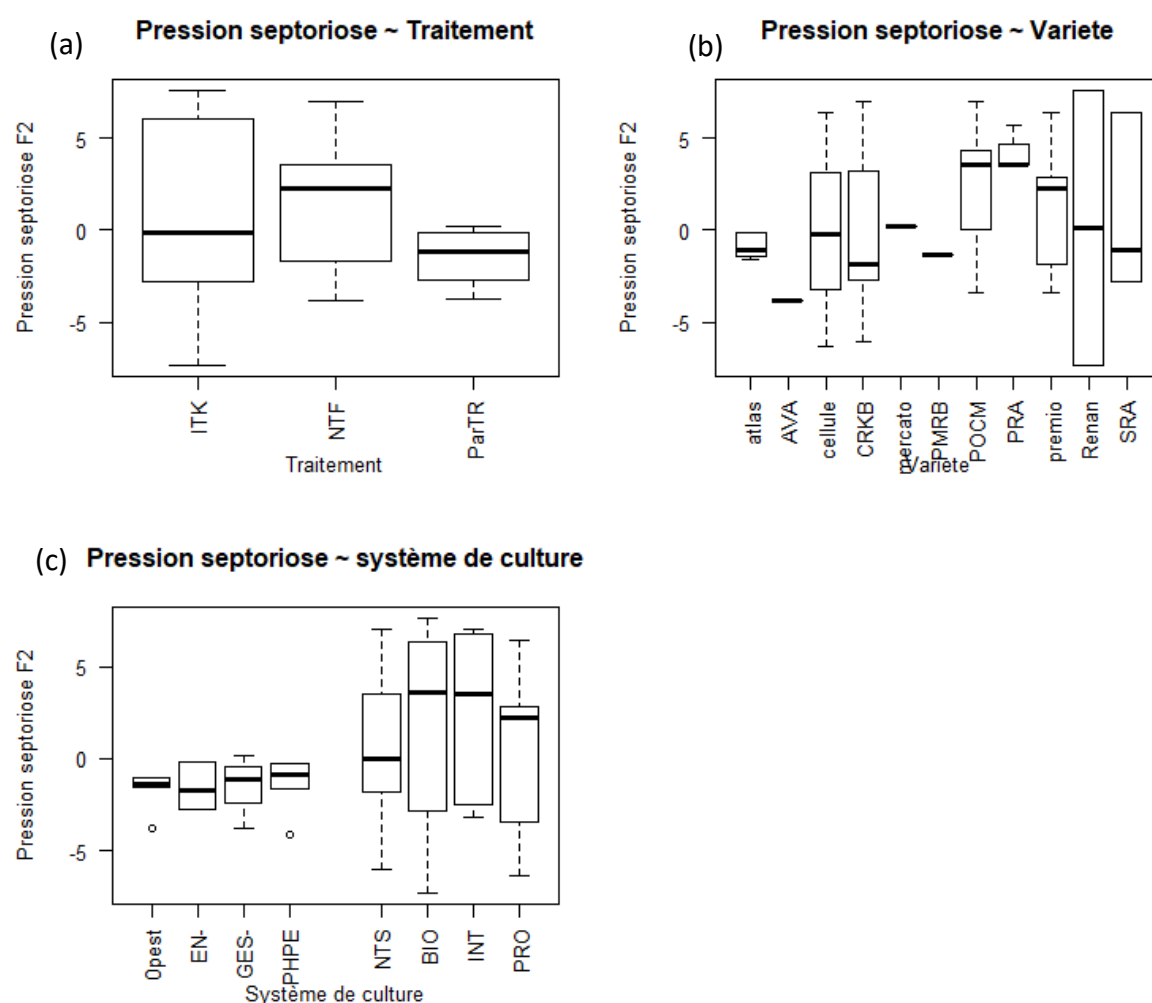 (a) Pression septoriose ~ Traitement
Pression septoriose F2
5
0
-5
ITK
NTF
ParTR
Traitement
(b) Pression septoriose ~ Variete
Pression septoriose F2
5
0
-5
atlas
AVA
cellule
CRKB
mercato
PMRB
POCM
PRA
premio
Renan
SRA
Variete
(c) Pression septoriose ~ système de culture
Pression septoriose F2
5
0
-5
0pest
EN-
GES-
PHPE
NTS
BIO
INT
PRO
Système de culture